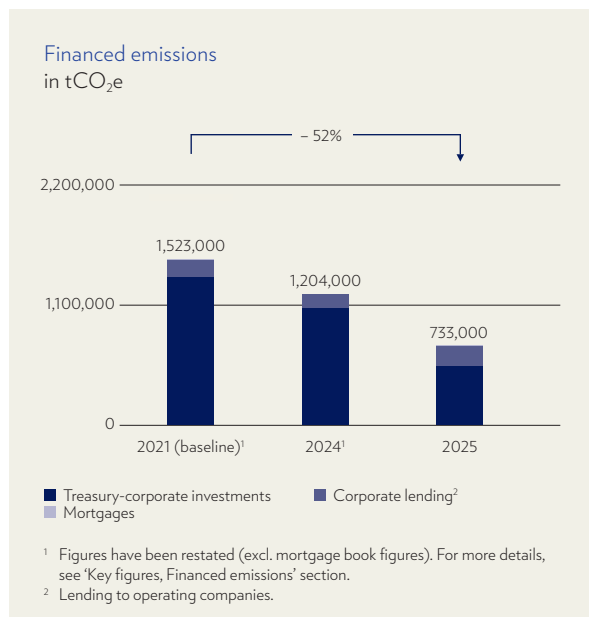 Financed emissions
in tCO₂e
– 52%
2,200,000
1,523,000
1,204,000
1,100,000
733,000
0
2021 (baseline)¹ 2024¹ 2025
Treasury-corporate investments Corporate lending²
Mortgages
¹ Figures have been restated (excl. mortgage book figures). For more details,
see ‘Key figures, Financed emissions’ section.
² Lending to operating companies.